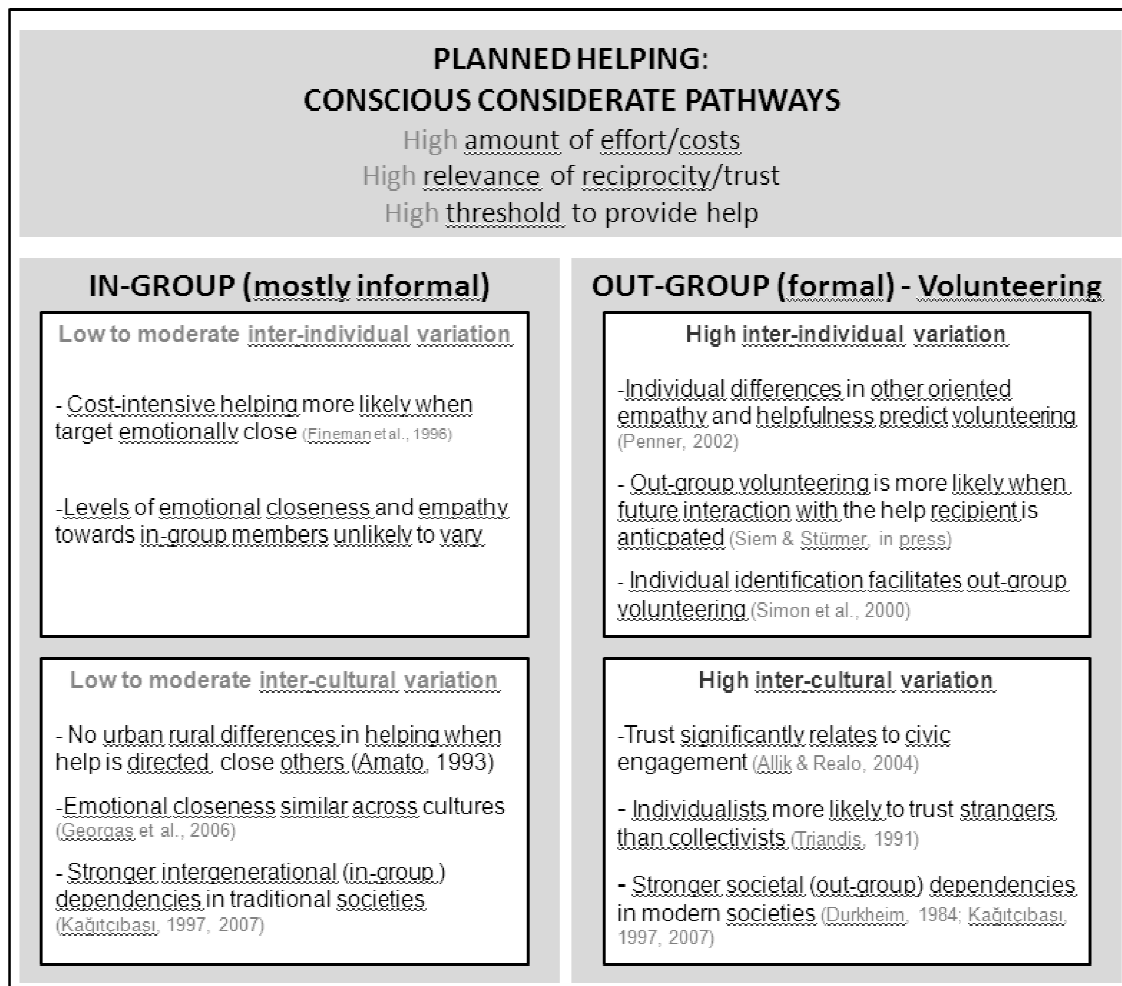 PLANNED HELPING:
CONSCIOUS CONSIDERATE PATHWAYS
High amount of effort/costs
High relevance of reciprocity/trust
High threshold to provide help
IN-GROUP (mostly informal)
Low to moderate inter-individual variation
- Cost-intensive helping more likely when
target emotionally close (Fineman et al., 1996)
-Levels of emotional closeness and empathy
towards in-group members unlikely to vary
Low to moderate inter-cultural variation
- No urban rural differences in helping when
help is directed close others (Amato, 1993)
-Emotional closeness similar across cultures
(Georgas et al., 2006)
- Stronger intergenerational (in-group )
dependencies in traditional societies
(Kağıtcıbası, 1997, 2007)
OUT-GROUP (formal) - Volunteering
High inter-individual variation
-Individual differences in other oriented
empathy and helpfulness predict volunteering
(Penner, 2002)
- Out-group volunteering is more likely when
future interaction with the help recipient is
anticpated (Siem & Stürmer, in press)
- Individual identification facilitates out-group
volunteering (Simon et al., 2000)
High inter-cultural variation
-Trust significantly relates to civic
engagement (Allik & Realo, 2004)
- Individualists more likely to trust strangers
than collectivists (Triandis, 1991)
- Stronger societal (out-group) dependencies
in modern societies (Durkheim, 1984; Kağıtcıbası,
1997, 2007)